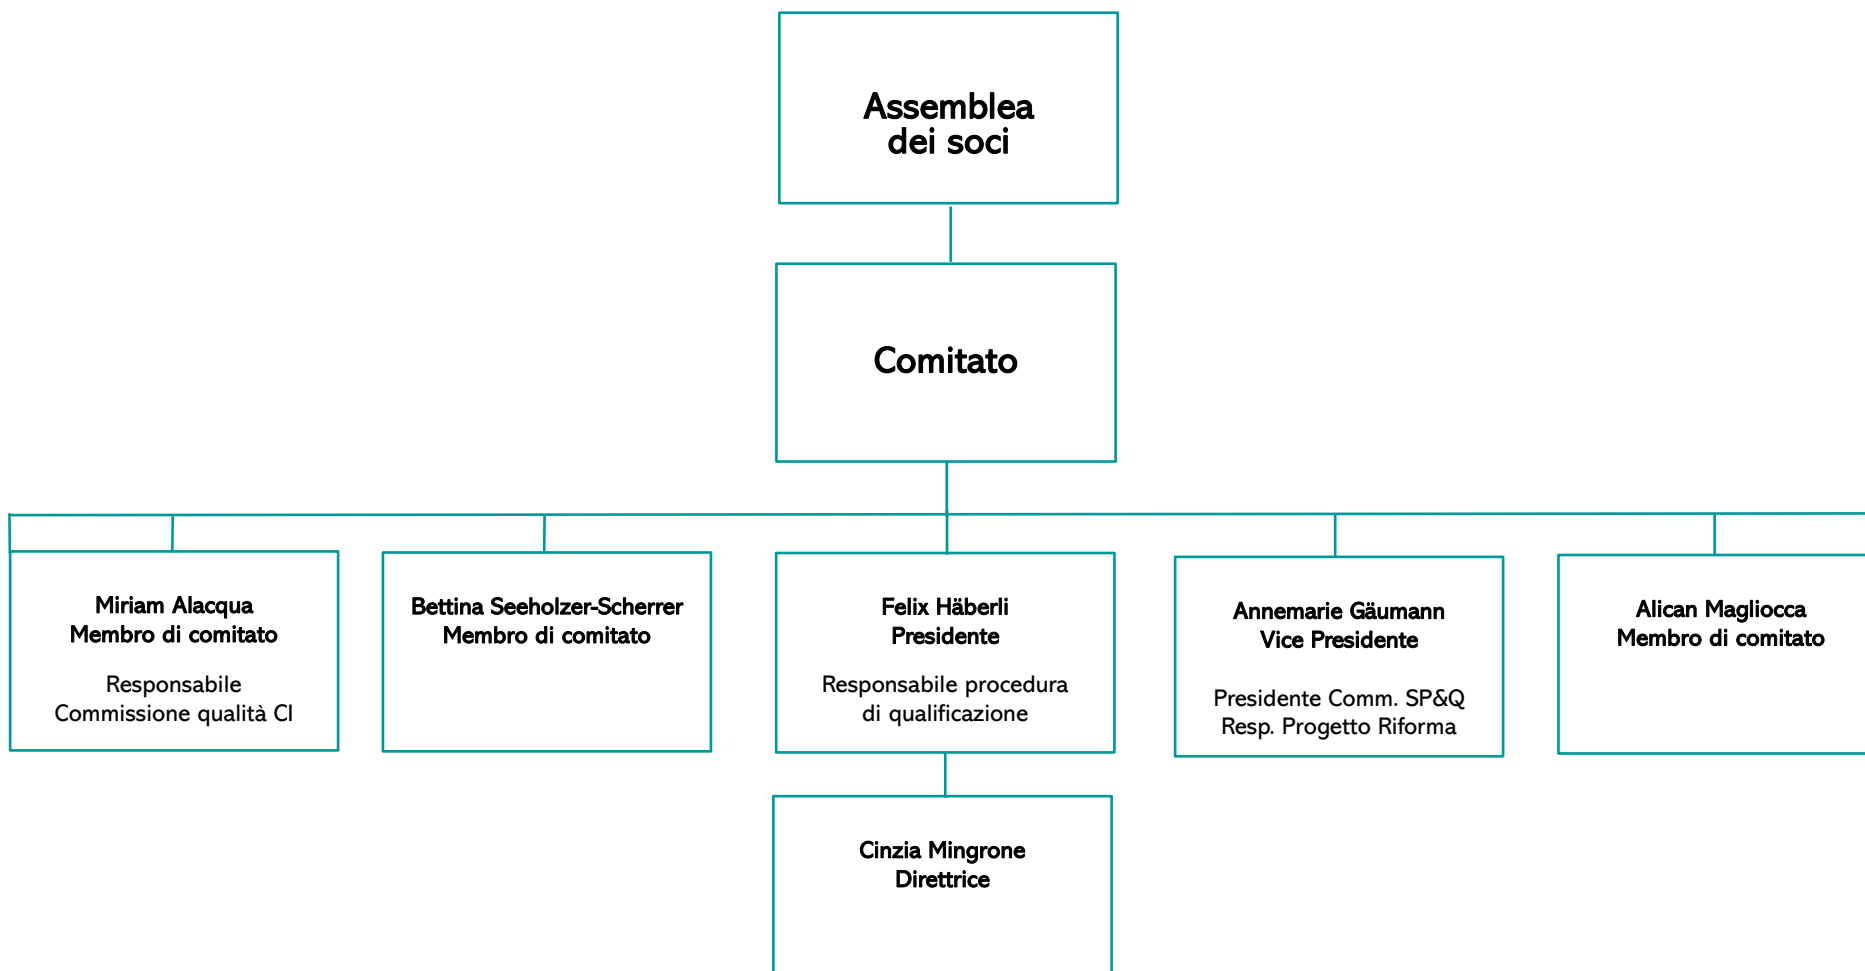 Assemblea
dei soci
Comitato
Miriam Alacqua
Membro di comitato
Responsabile
Commissione qualità CI
Bettina Seeholzer-Scherrer
Membro di comitato
Felix Häberli
Presidente
Responsabile procedura
di qualificazione
Annemarie Gäumann
Vice Presidente
Presidente Comm. SP&Q
Resp. Progetto Riforma
Alican Magliocca
Membro di comitato
Cinzia Mingrone
Direttrice